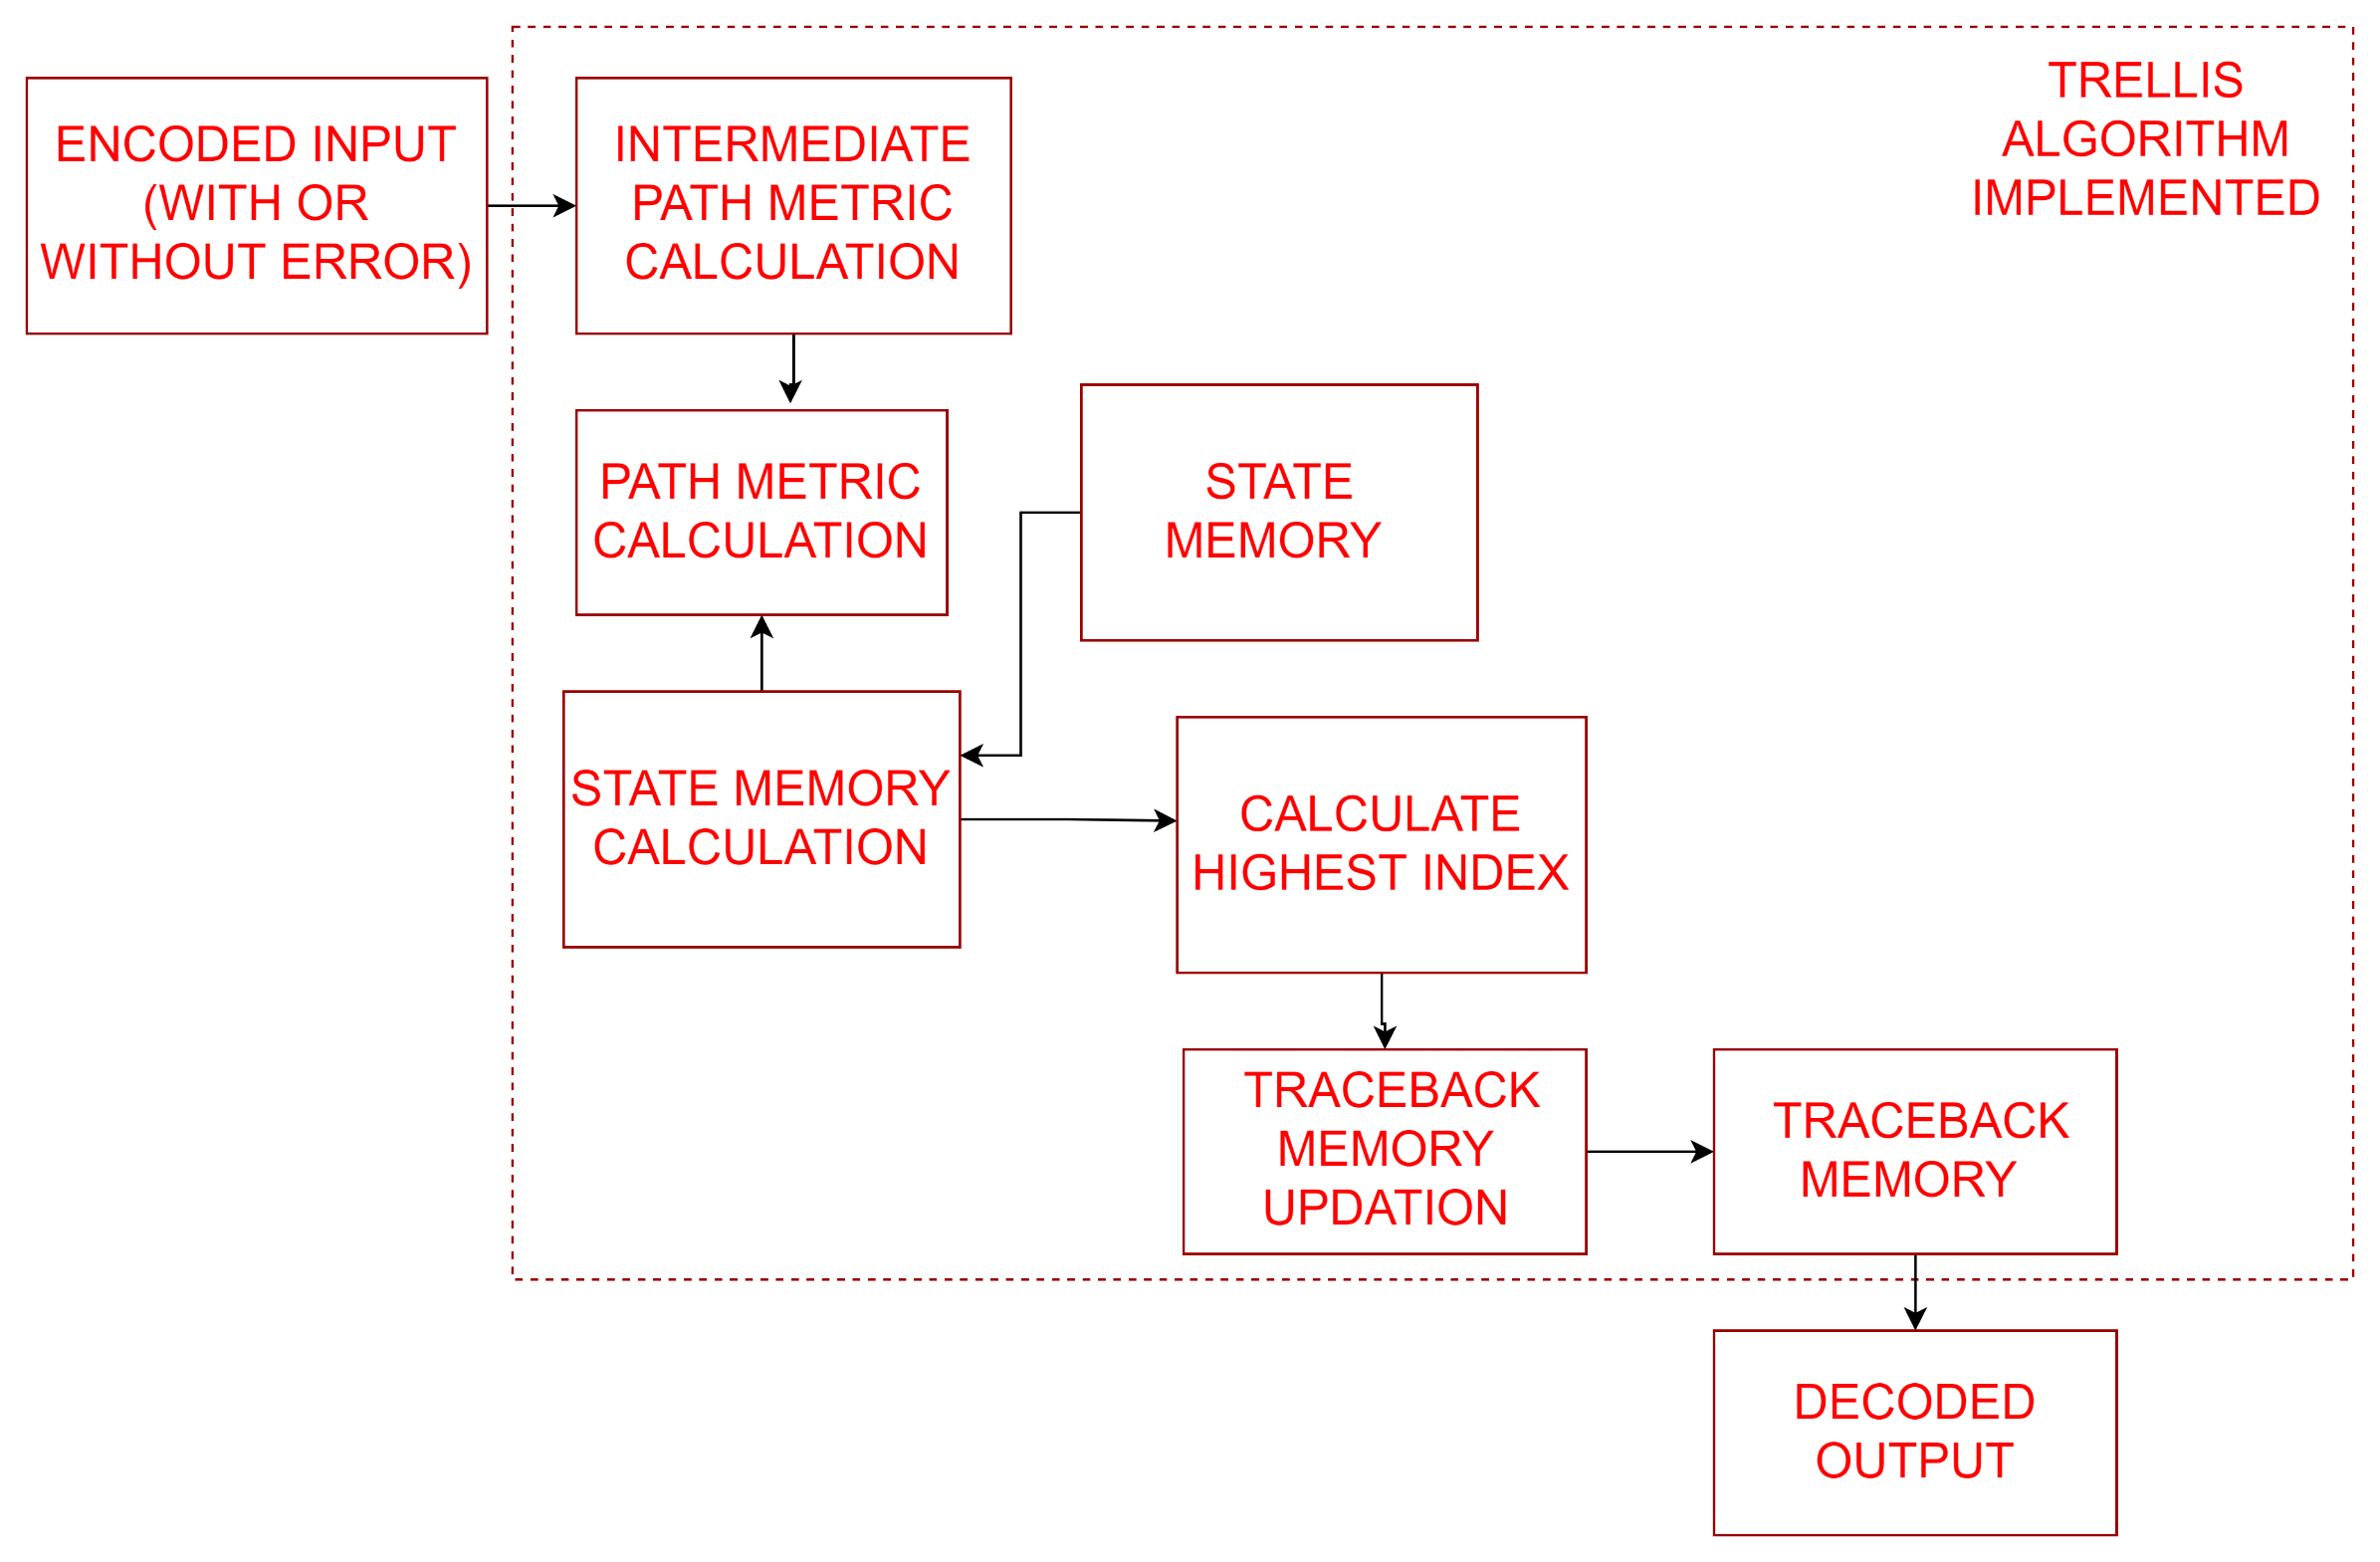 ENCODED INPUT
(WITH OR
WITHOUT ERROR)
INTERMEDIATE
PATH METRIC
CALCULATION
TRELLIS
ALGORITHM
IMPLEMENTED
PATH METRIC
CALCULATION
STATE
MEMORY
STATE MEMORY
CALCULATION
CALCULATE
HIGHEST INDEX
TRACEBACK
MEMORY
UPDATION
TRACEBACK
MEMORY
DECODED
OUTPUT